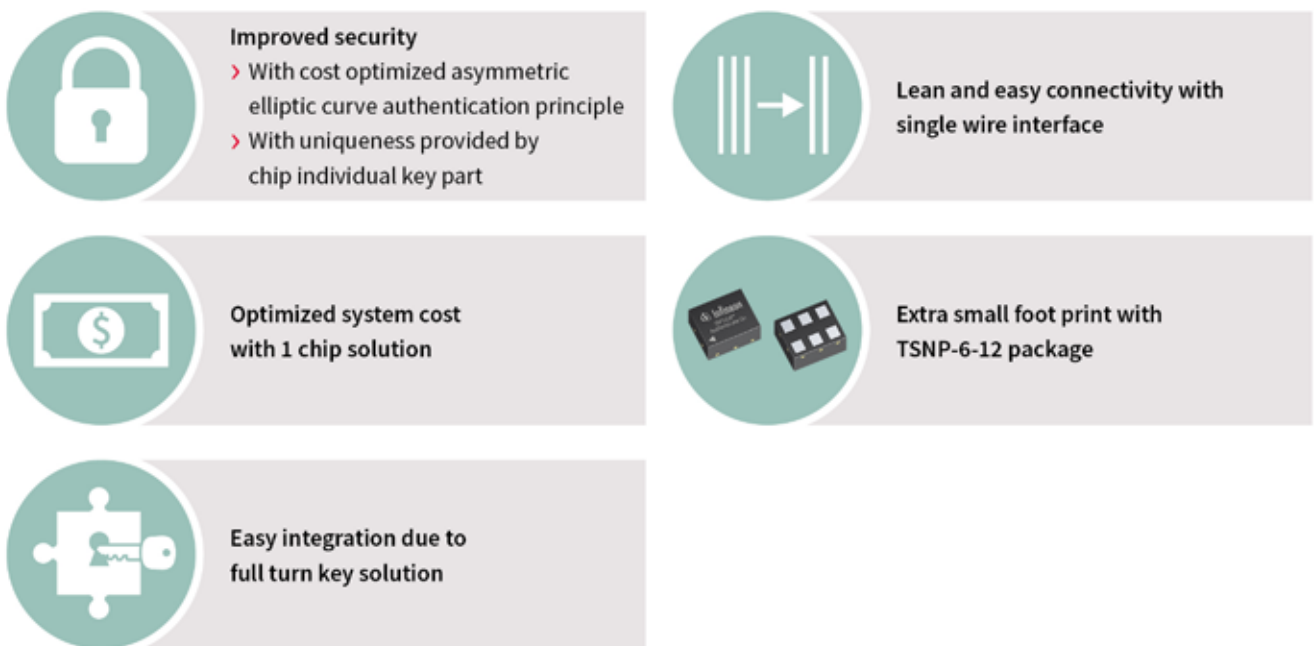 Improved security
› With cost optimized asymmetric
elliptic curve authentication principle
› With uniqueness provided by
chip individual key part
Lean and easy connectivity with
single wire interface
$
Optimized system cost
with 1 chip solution
infineon
Extra small foot print with
TSNP-6-12 package
Easy integration due to
full turn key solution